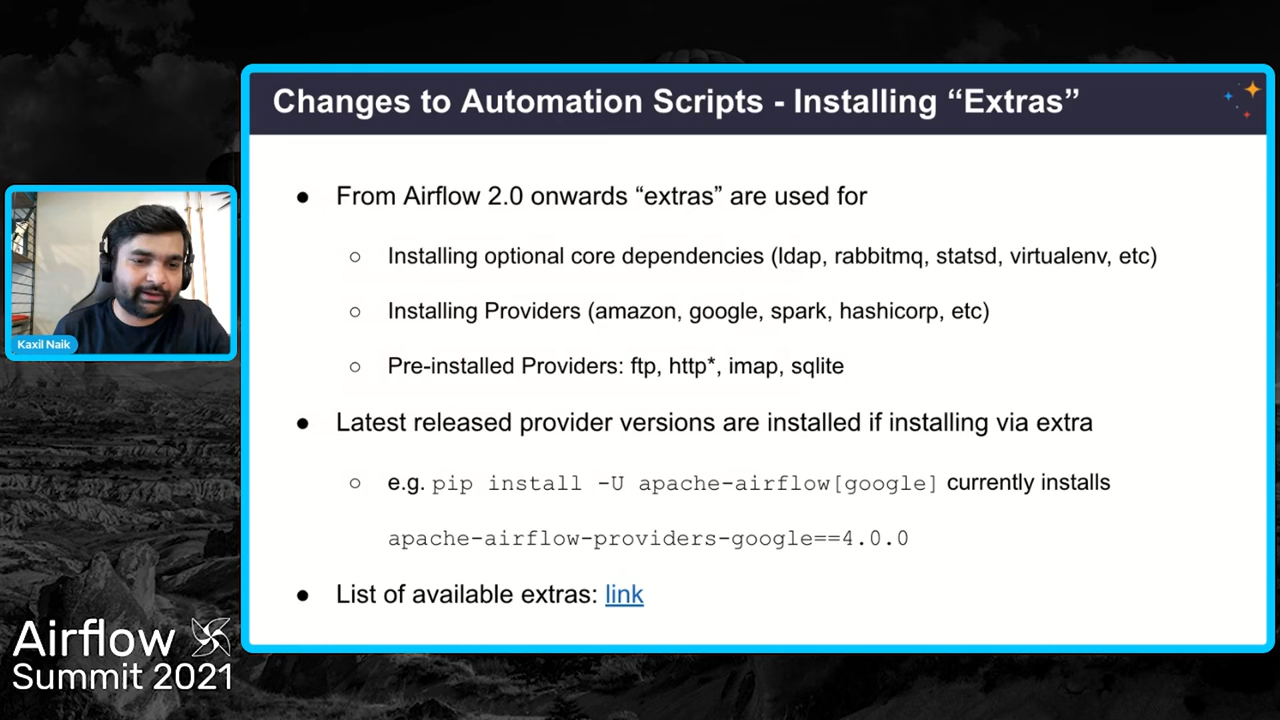 Changes to Automation Scripts - Installing “Extras”
● From Airflow 2.0 onwards “extras” are used for
○ Installing optional core dependencies (ldap, rabbitmq, statsd, virtualenv, etc)
○ Installing Providers (amazon, google, spark, hashicorp, etc)
○ Pre-installed Providers: ftp, http*, imap, sqlite
● Latest released provider versions are installed if installing via extra
○ e.g. pip install -U apache-airflow[google] currently installs
apache-airflow-providers-google==4.0.0
● List of available extras: link
Kaxil Naik
Airflow
Summit 2021